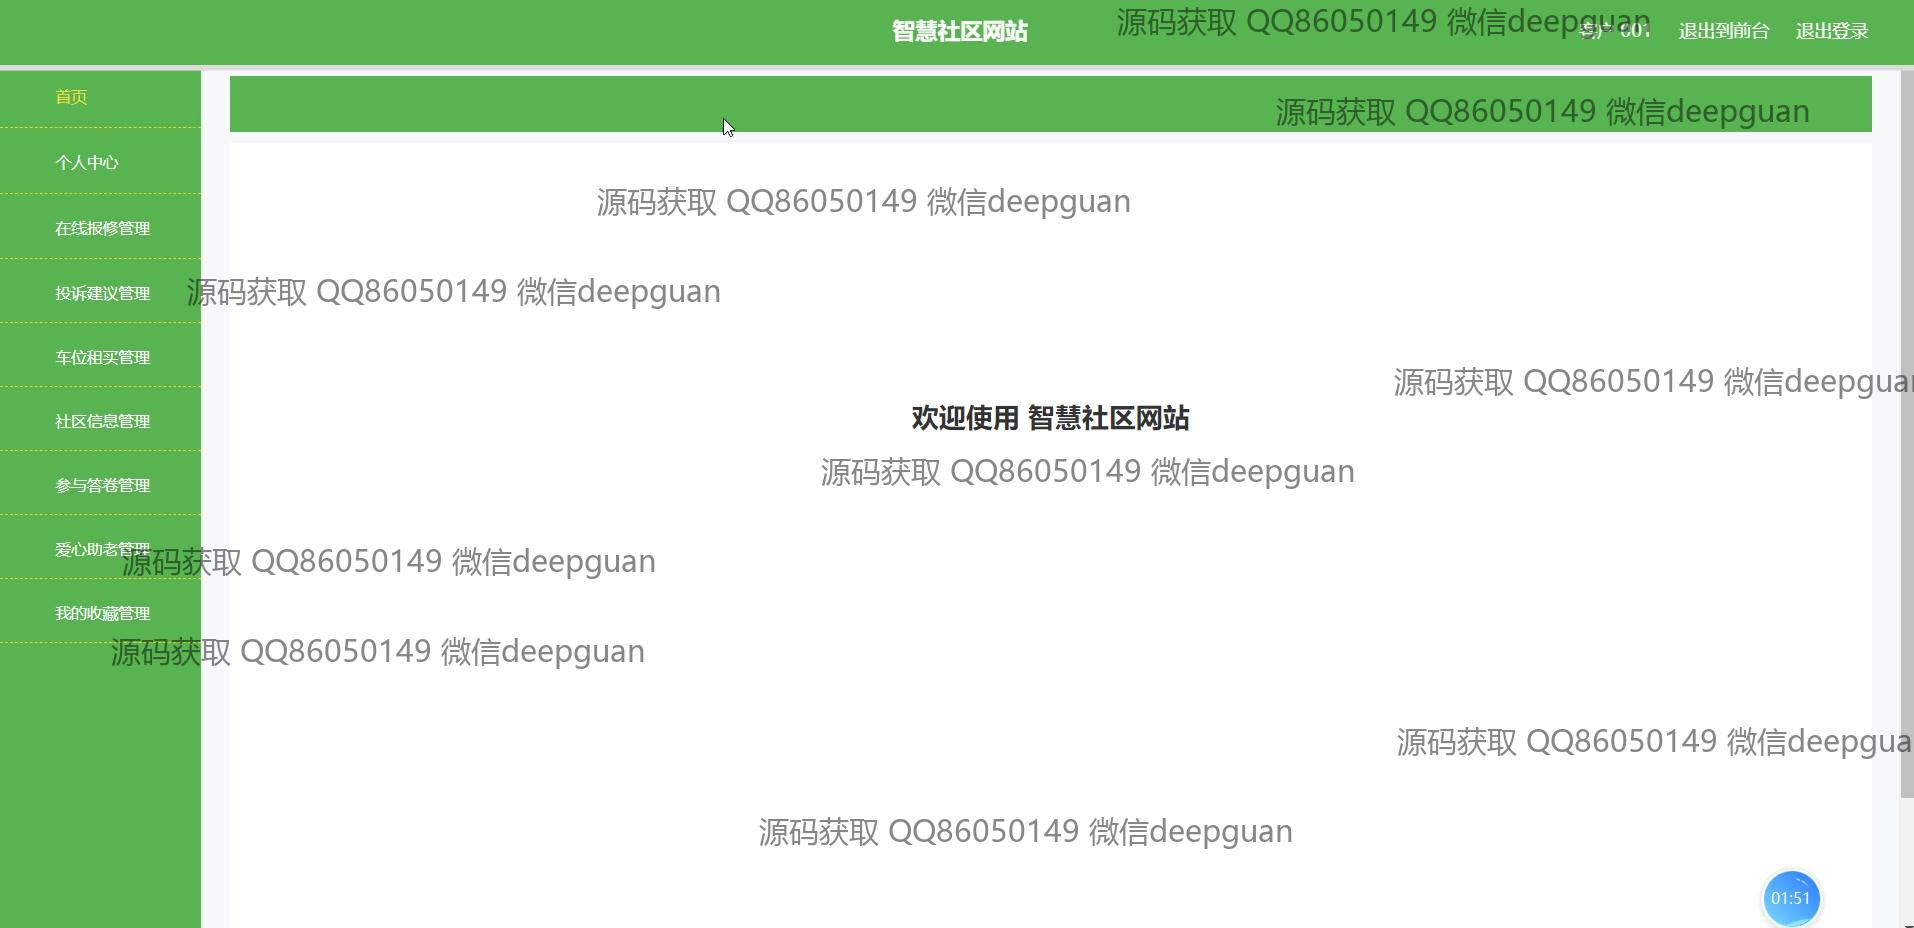 智慧社区网站
源码获取 QQ86050149 微信deepguan
客户 001
退出到前台
退出登录
首页
源码获取 QQ86050149 微信deepguan
个人中心
源码获取 QQ86050149 微信deepguan
在线报修管理
投诉建议管理
源码获取 QQ86050149 微信deepguan
车位租买管理
源码获取 QQ86050149 微信deepguan
欢迎使用 智慧社区网站
社区信息管理
源码获取 QQ86050149 微信deepguan
参与答卷管理
爱心助老管理
源码获取 QQ86050149 微信deepguan
我的收藏管理
源码获取 QQ86050149 微信deepguan
源码获取 QQ86050149 微信deepgua
源码获取 QQ86050149 微信deepguan
01:51